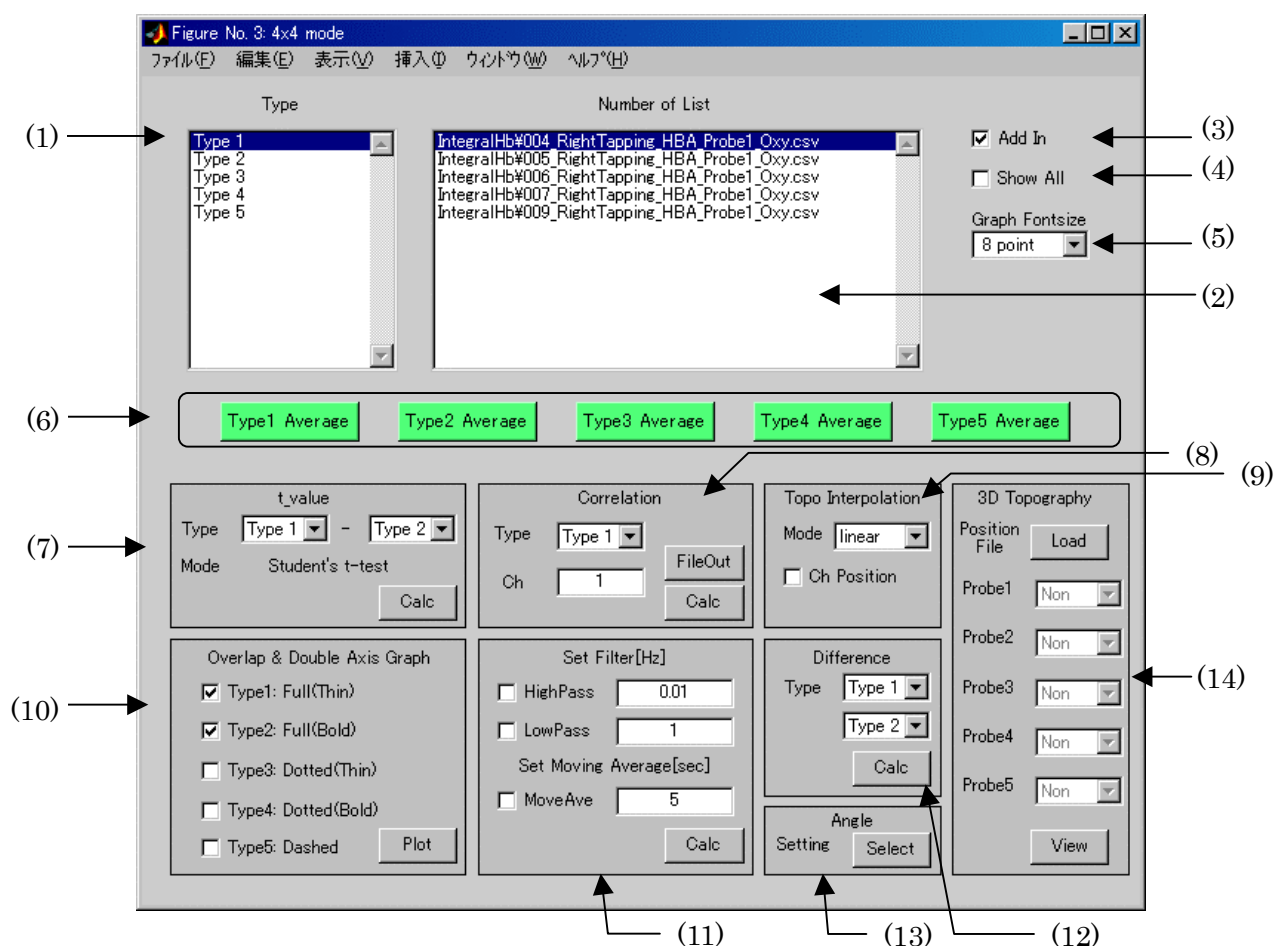 Figure No. 3: 4x4 mode
ファイル(F) 編集(E) 表示(V) 挿入(I) ウィンドウ(W) ヘルプ(H)
Type
Number of List
(1)
Type 1
Type 2
Type 3
Type 4
Type 5
IntegralHb¥004_RightTapping_HBA_Probe1_Oxy.csv
IntegralHb¥005_RightTapping_HBA_Probe1_Oxy.csv
IntegralHb¥006_RightTapping_HBA_Probe1_Oxy.csv
IntegralHb¥007_RightTapping_HBA_Probe1_Oxy.csv
IntegralHb¥009_RightTapping_HBA_Probe1_Oxy.csv
Add In
(3)
Show All
(4)
Graph Fontsize
8 point
(5)
(2)
(6)
Type1 Average
Type2 Average
Type3 Average
Type4 Average
Type5 Average
(8)
(9)
(7)
t_value
Type Type 1 - Type 2
Mode Student's t-test
Calc
Correlation
Type Type 1
Ch 1
FileOut
Calc
Topo Interpolation
Mode linear
Ch Position
3D Topography
Position
File
Load
Probe1 Non
Probe2 Non
Probe3 Non
Probe4 Non
Probe5 Non
View
(14)
(10)
Overlap & Double Axis Graph
Type1: Full(Thin)
Type2: Full(Bold)
Type3: Dotted(Thin)
Type4: Dotted(Bold)
Type5: Dashed
Plot
Set Filter[Hz]
HighPass 0.01
LowPass 1
Set Moving Average[sec]
MoveAve 5
Calc
Difference
Type Type 1
Type 2
Calc
Angle
Setting Select
(11)
(13)
(12)